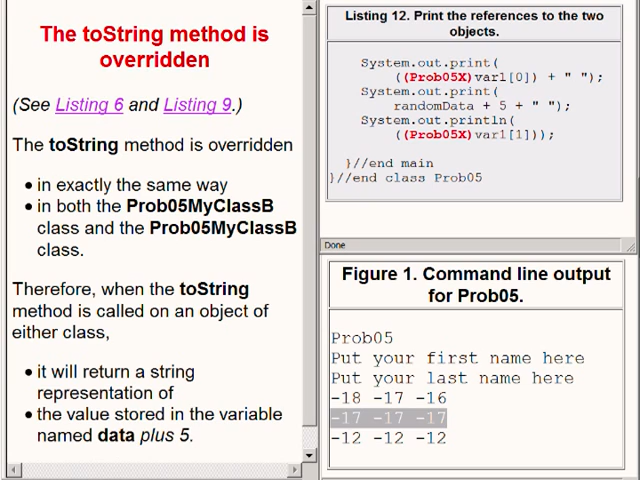 The toString method is
overridden
(See Listing 6 and Listing 9.)
The toString method is overridden
• in exactly the same way
• in both the Prob05MyClassB
class and the Prob05MyClassB
class.
Therefore, when the toString
method is called on an object of
either class,
• it will return a string
representation of
• the value stored in the variable
named data plus 5.
Listing 12. Print the references to the two
objects.
System.out.print(
((Prob05X)var1[0]) + " ");
System.out.print(
randomData + 5 + " ");
System.out.println(
((Prob05X)var1[1]));
}//end main
}//end class Prob05
Done
Figure 1. Command line output
for Prob05.
Prob05
Put your first name here
Put your last name here
-18 -17 -16
-17 -17 -17
-12 -12 -12